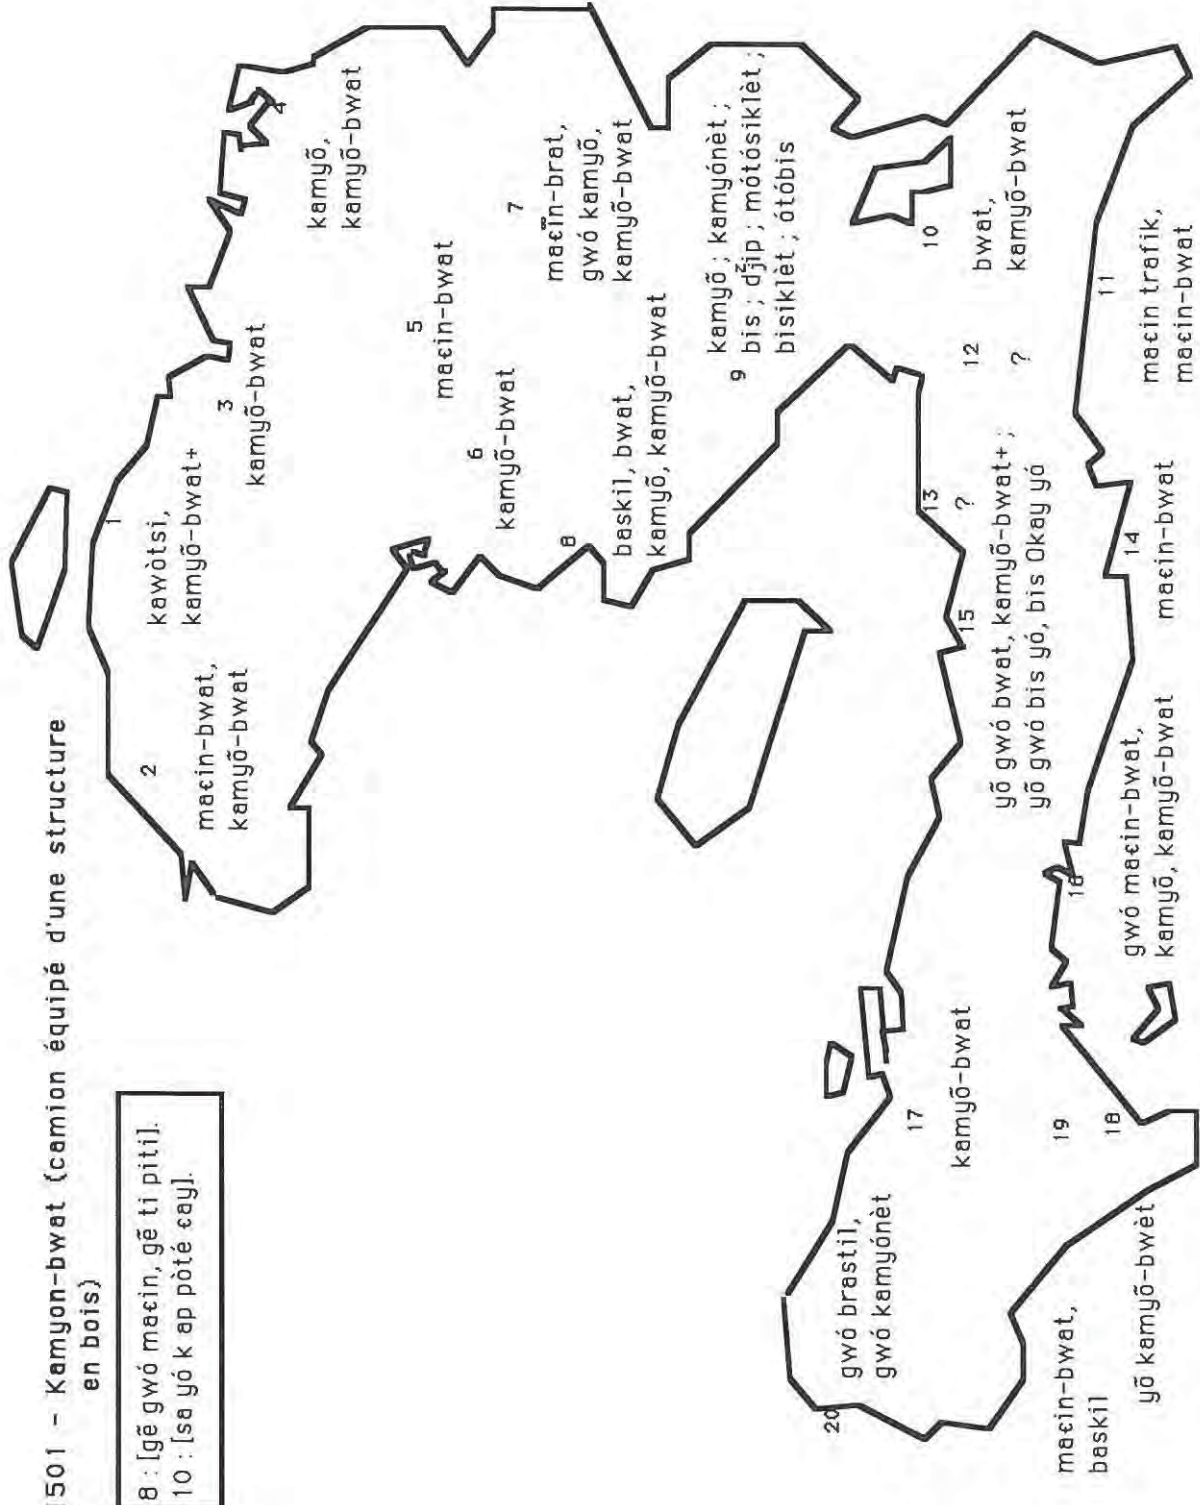 1501 - Kamyon-bwat (camion équipé d'une structure
en bois)
8 : [gẽ gwó maɛin, gẽ ti piti].
10 : [sa yó k ap pòté ɛay].
1
kawòtsi,
kamyõ-bwat+
2
maɛin-bwat,
kamyõ-bwat
3
kamyõ-bwat
4
kamyõ,
kamyõ-bwat
5
maɛin-bwat
6
kamyõ-bwat
7
gwó kamyõ,
kamyõ-bwat
8
baskil, bwat,
kamyõ, kamyõ-bwat
9
kamyõ ; kamyónèt ;
bis ; mótósiklèt ;
bisiklèt ; ótóbis
10
bwat,
kamyõ-bwat
11
maɛin trafik,
maɛin-bwat
12
?
13
?
14
maɛin-bwat
15
yõ gwó bwat, kamyõ-bwat+ ;
yõ gwó bis yó, bis Okay yó
16
gwó maɛin-bwat,
kamyõ, kamyõ-bwat
17
kamyõ-bwat
18
yõ kamyõ-bwèt
19
maɛin-bwat,
baskil
20
gwó brastil,
gwó kamyónèt